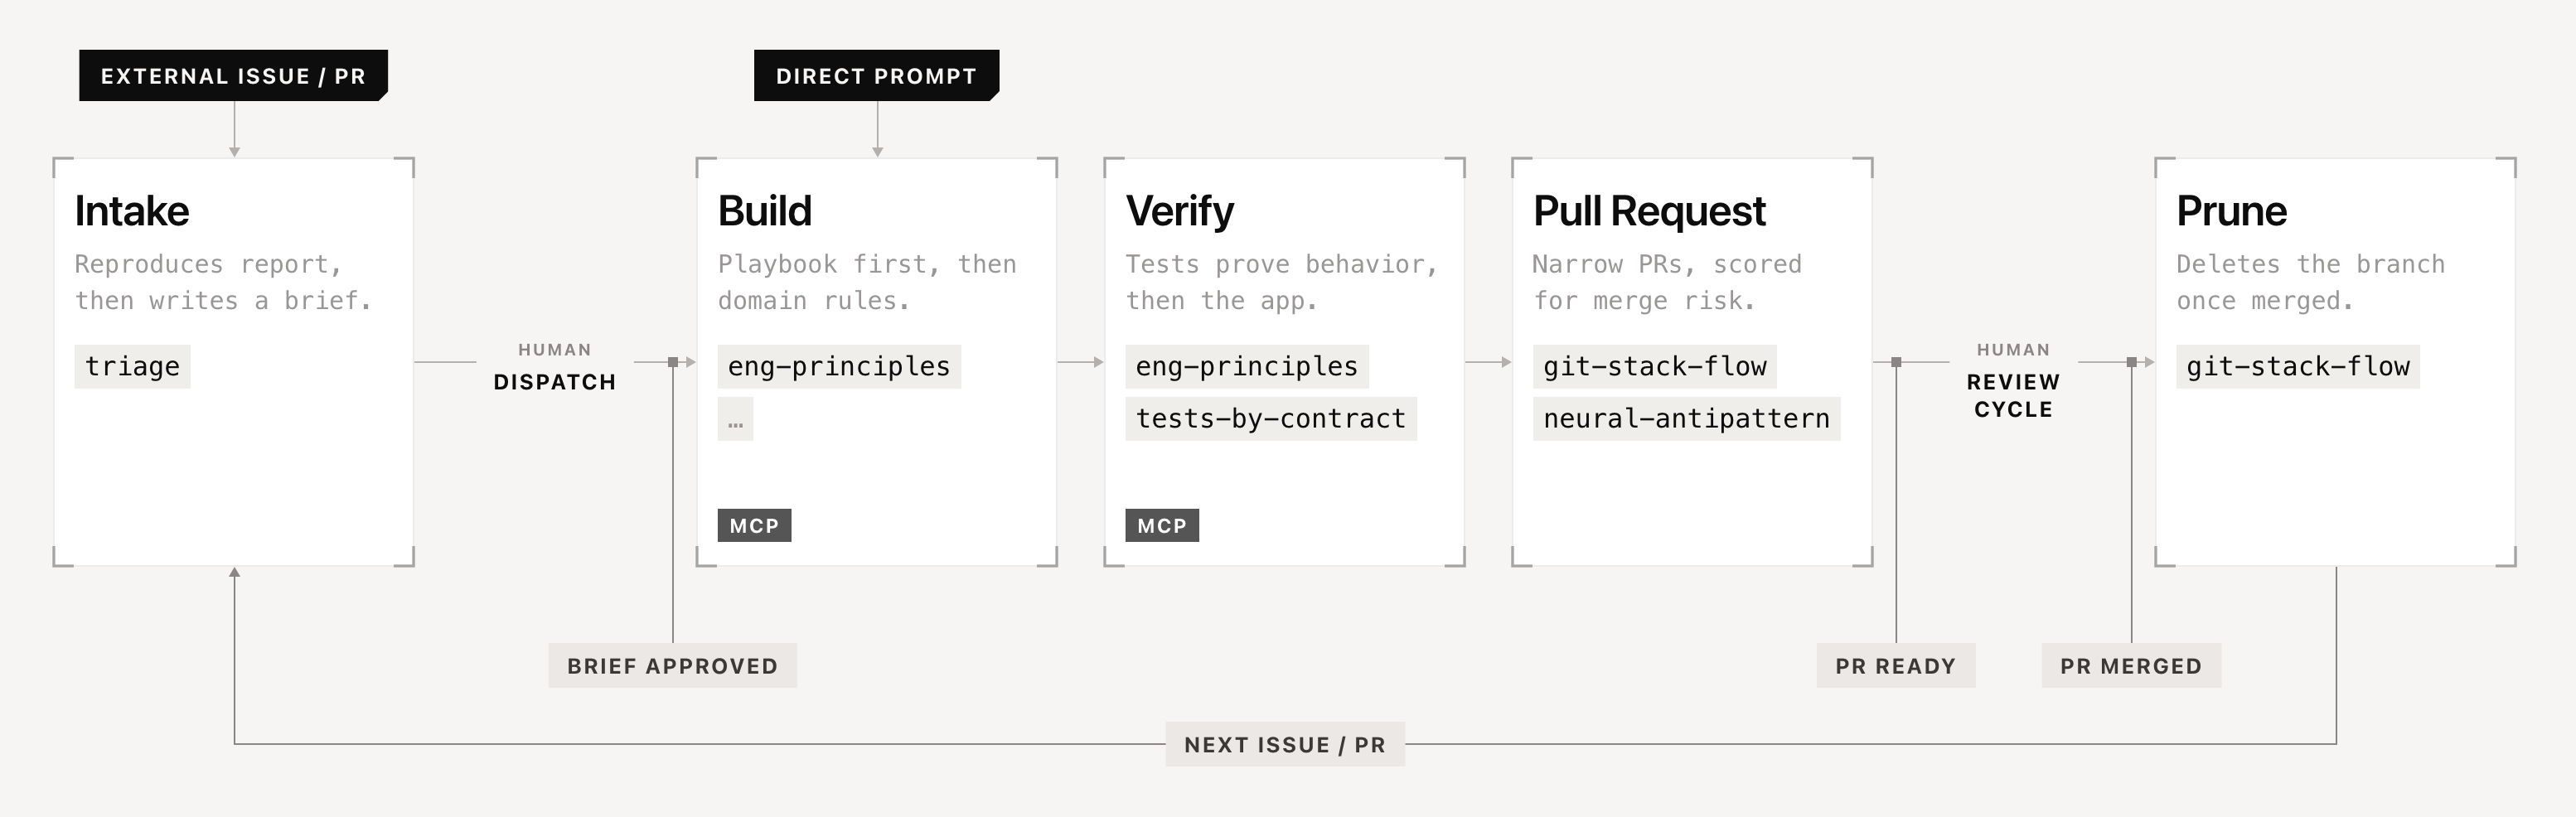 EXTERNAL ISSUE / PR
DIRECT PROMPT
Intake
Reproduces report,
then writes a brief.
triage
HUMAN
DISPATCH
Build
Playbook first, then
domain rules.
eng-principles
…
MCP
Verify
Tests prove behavior,
then the app.
eng-principles
tests-by-contract
MCP
Pull Request
Narrow PRs, scored
for merge risk.
git-stack-flow
neural-antipattern
HUMAN
REVIEW
CYCLE
Prune
Deletes the branch
once merged.
git-stack-flow
BRIEF APPROVED
PR READY
PR MERGED
NEXT ISSUE / PR